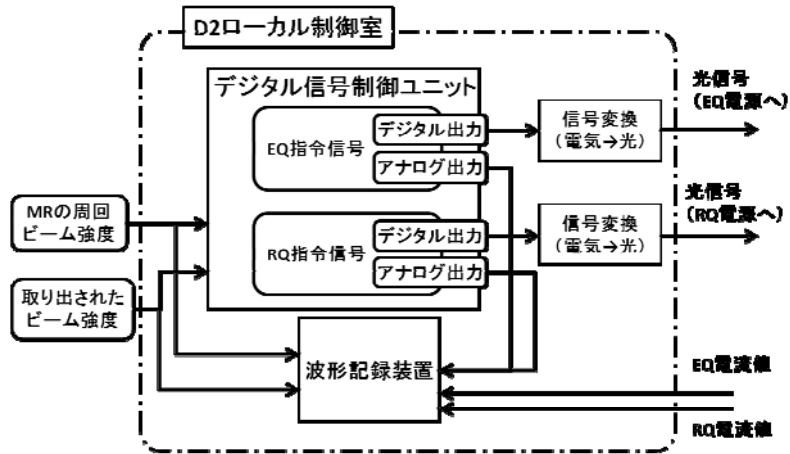 D2ローカル制御室
デジタル信号制御ユニット
EQ指令信号
デジタル出力
アナログ出力
信号変換
（電気→光）
光信号
（EQ電源へ）
MRの周回
ビーム強度
RQ指令信号
デジタル出力
アナログ出力
信号変換
（電気→光）
光信号
（RQ電源へ）
取り出された
ビーム強度
波形記録装置
EQ電流値
RQ電流値